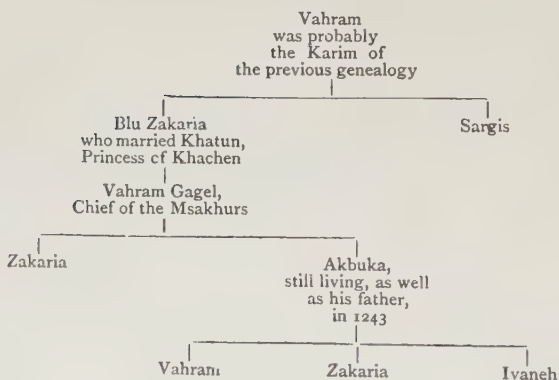 Vahram
was probably
the Karim of
the previous genealogy
Blu Zakaria
who married Khatun,
Princess cf Khachen
Sargis
Vahram Gagel,
Chief of the Msakhurs
Zakaria
Akbuka,
still living, as well
as his father,
in 1243
Vahram
Zakaria
Ivaneh